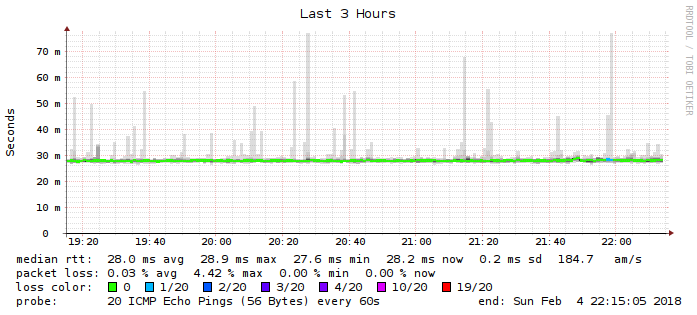 Last 3 Hours
RRDTOOL / TOBI OETIKER
Seconds
70 m
60 m
50 m
40 m
30 m
20 m
10 m
0
19:20 19:40 20:00 20:20 20:40 21:00 21:20 21:40 22:00
median rtt: 28.0 ms avg 28.9 ms max 27.6 ms min 28.2 ms now 0.2 ms sd 184.7 am/s
packet loss: 0.03 % avg 4.42 % max 0.00 % min 0.00 % now
loss color: 0 1/20 2/20 3/20 4/20 10/20 19/20
probe: 20 ICMP Echo Pings (56 Bytes) every 60s end: Sun Feb 4 22:15:05 2018